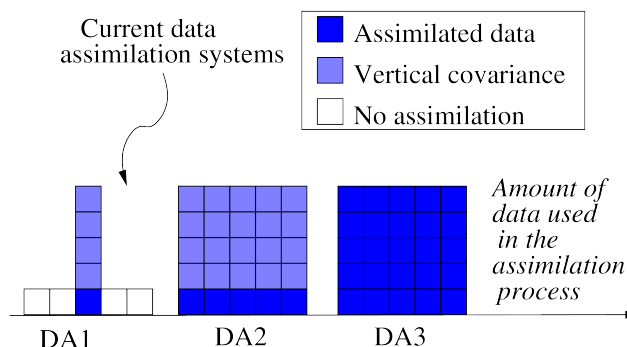 Current data
assimilation systems
Assimilated data
Vertical covariance
No assimilation
Amount of
data used
in the
assimilation
process
DA1
DA2
DA3